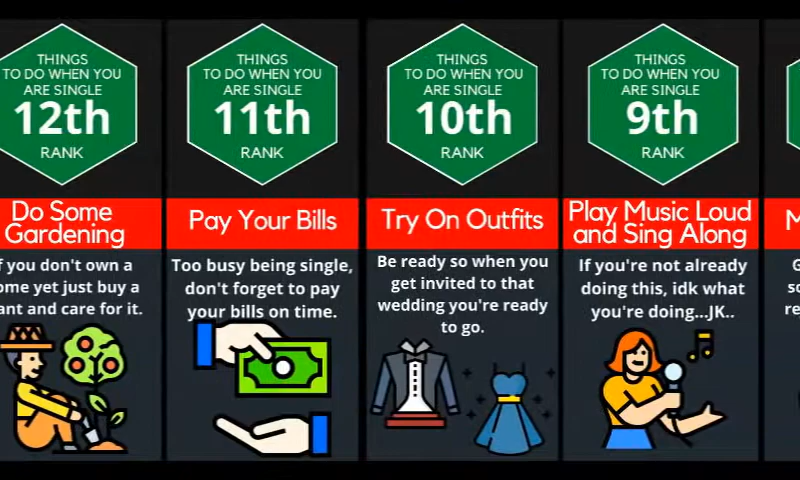 THINGS
TO DO WHEN YOU
ARE SINGLE
12th
RANK
Do Some
Gardening
you don't own a
yet just buy a
and care for it.
THINGS
TO DO WHEN YOU
ARE SINGLE
11th
RANK
Pay Your Bills
Too busy being single,
don't forget to pay
your bills on time.
THINGS
TO DO WHEN YOU
ARE SINGLE
10th
RANK
Try On Outfits
Be ready so when you
get invited to that
wedding you're ready
to go.
THINGS
TO DO WHEN YOU
ARE SINGLE
9th
RANK
Play Music Loud
and Sing Along
If you're not already
doing this, idk what
you're doing...JK..